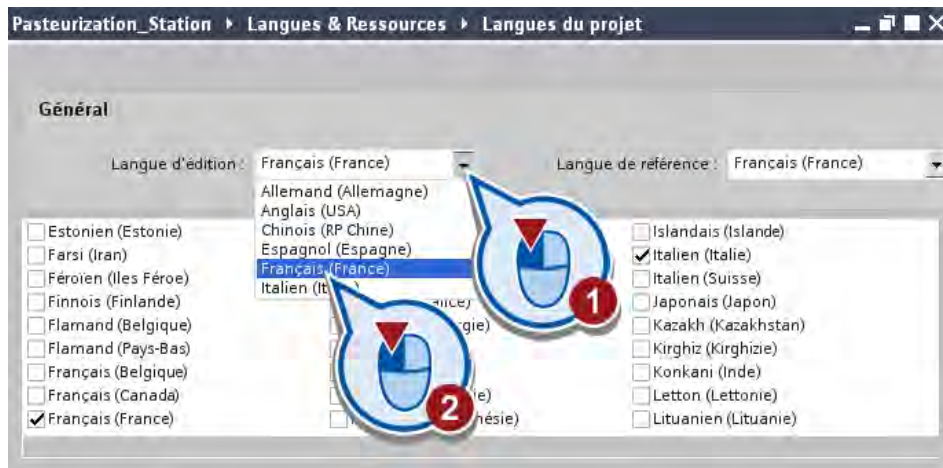 Pasteurization_Station ▸ Langues & Ressources ▸ Langues du projet
Général
Langue d'édition : Français (France)
Langue de référence : Français (France)
Allemand (Allemagne)
Anglais (USA)
Chinois (RP Chine)
Espagnol (Espagne)
Français (France)
Italien
Estonien (Estonie)
Farsi (Iran)
Féroïen (Iles Féroe)
Finnois (Finlande)
Flamand (Belgique)
Flamand (Pays-Bas)
Français (Belgique)
Français (Canada)
Français (France)
Islandais (Islande)
Italien (Italie)
Italien (Suisse)
Japonais (Japon)
Kazakh (Kazakhstan)
Kirghiz (Kirghizie)
Konkani (Inde)
Letton (Lettonie)
Lituanien (Lituanie)
1
2